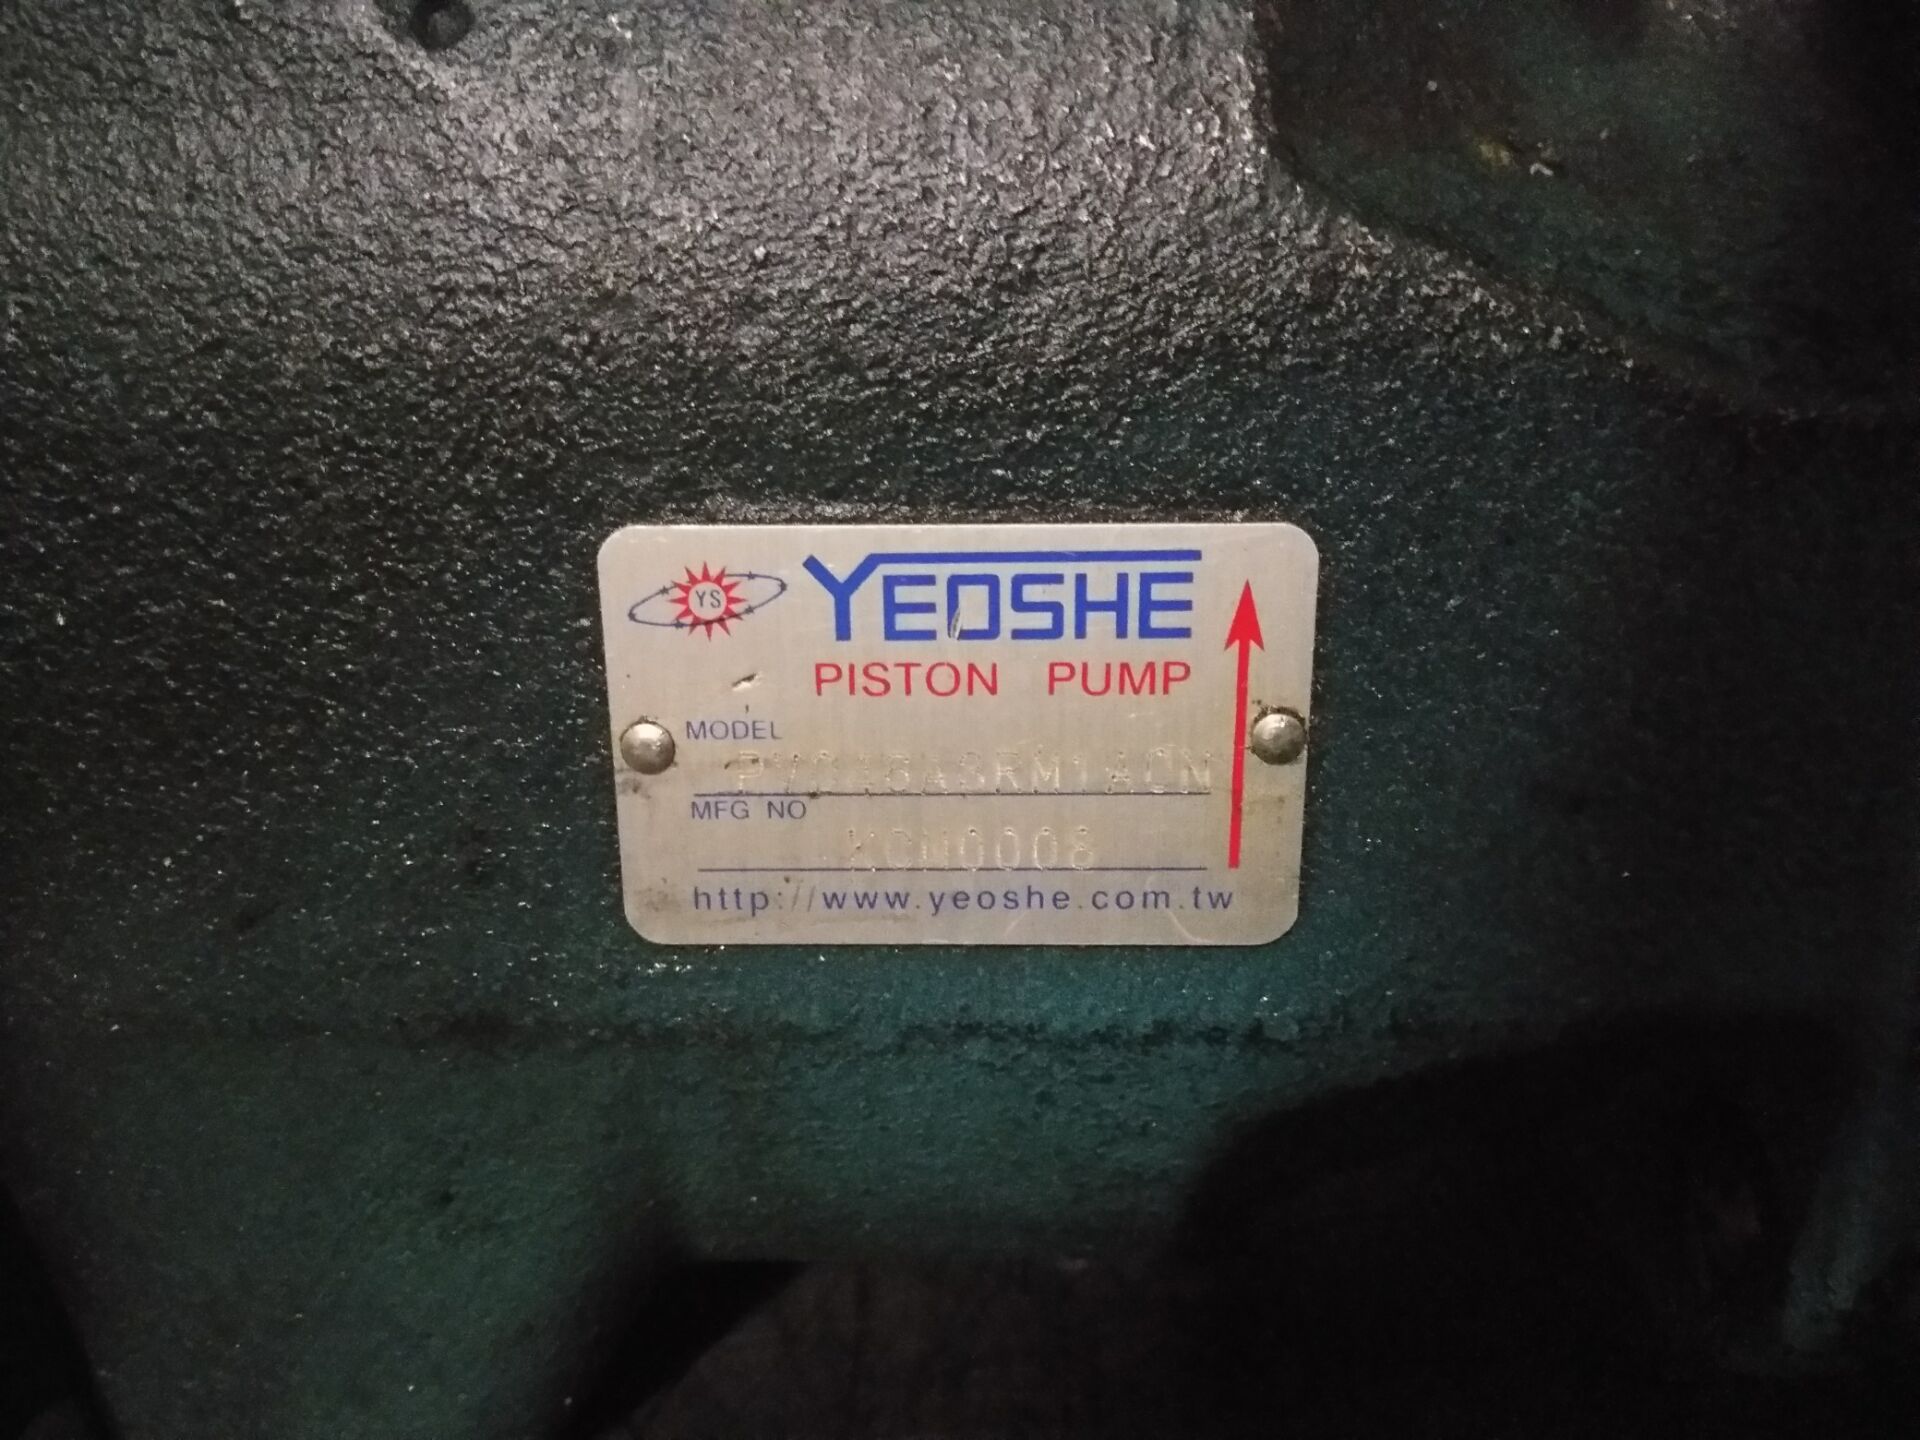 YS
YEOSHE
PISTON PUMP
MODEL
MFG NO
http://www.yeoshe.com.tw